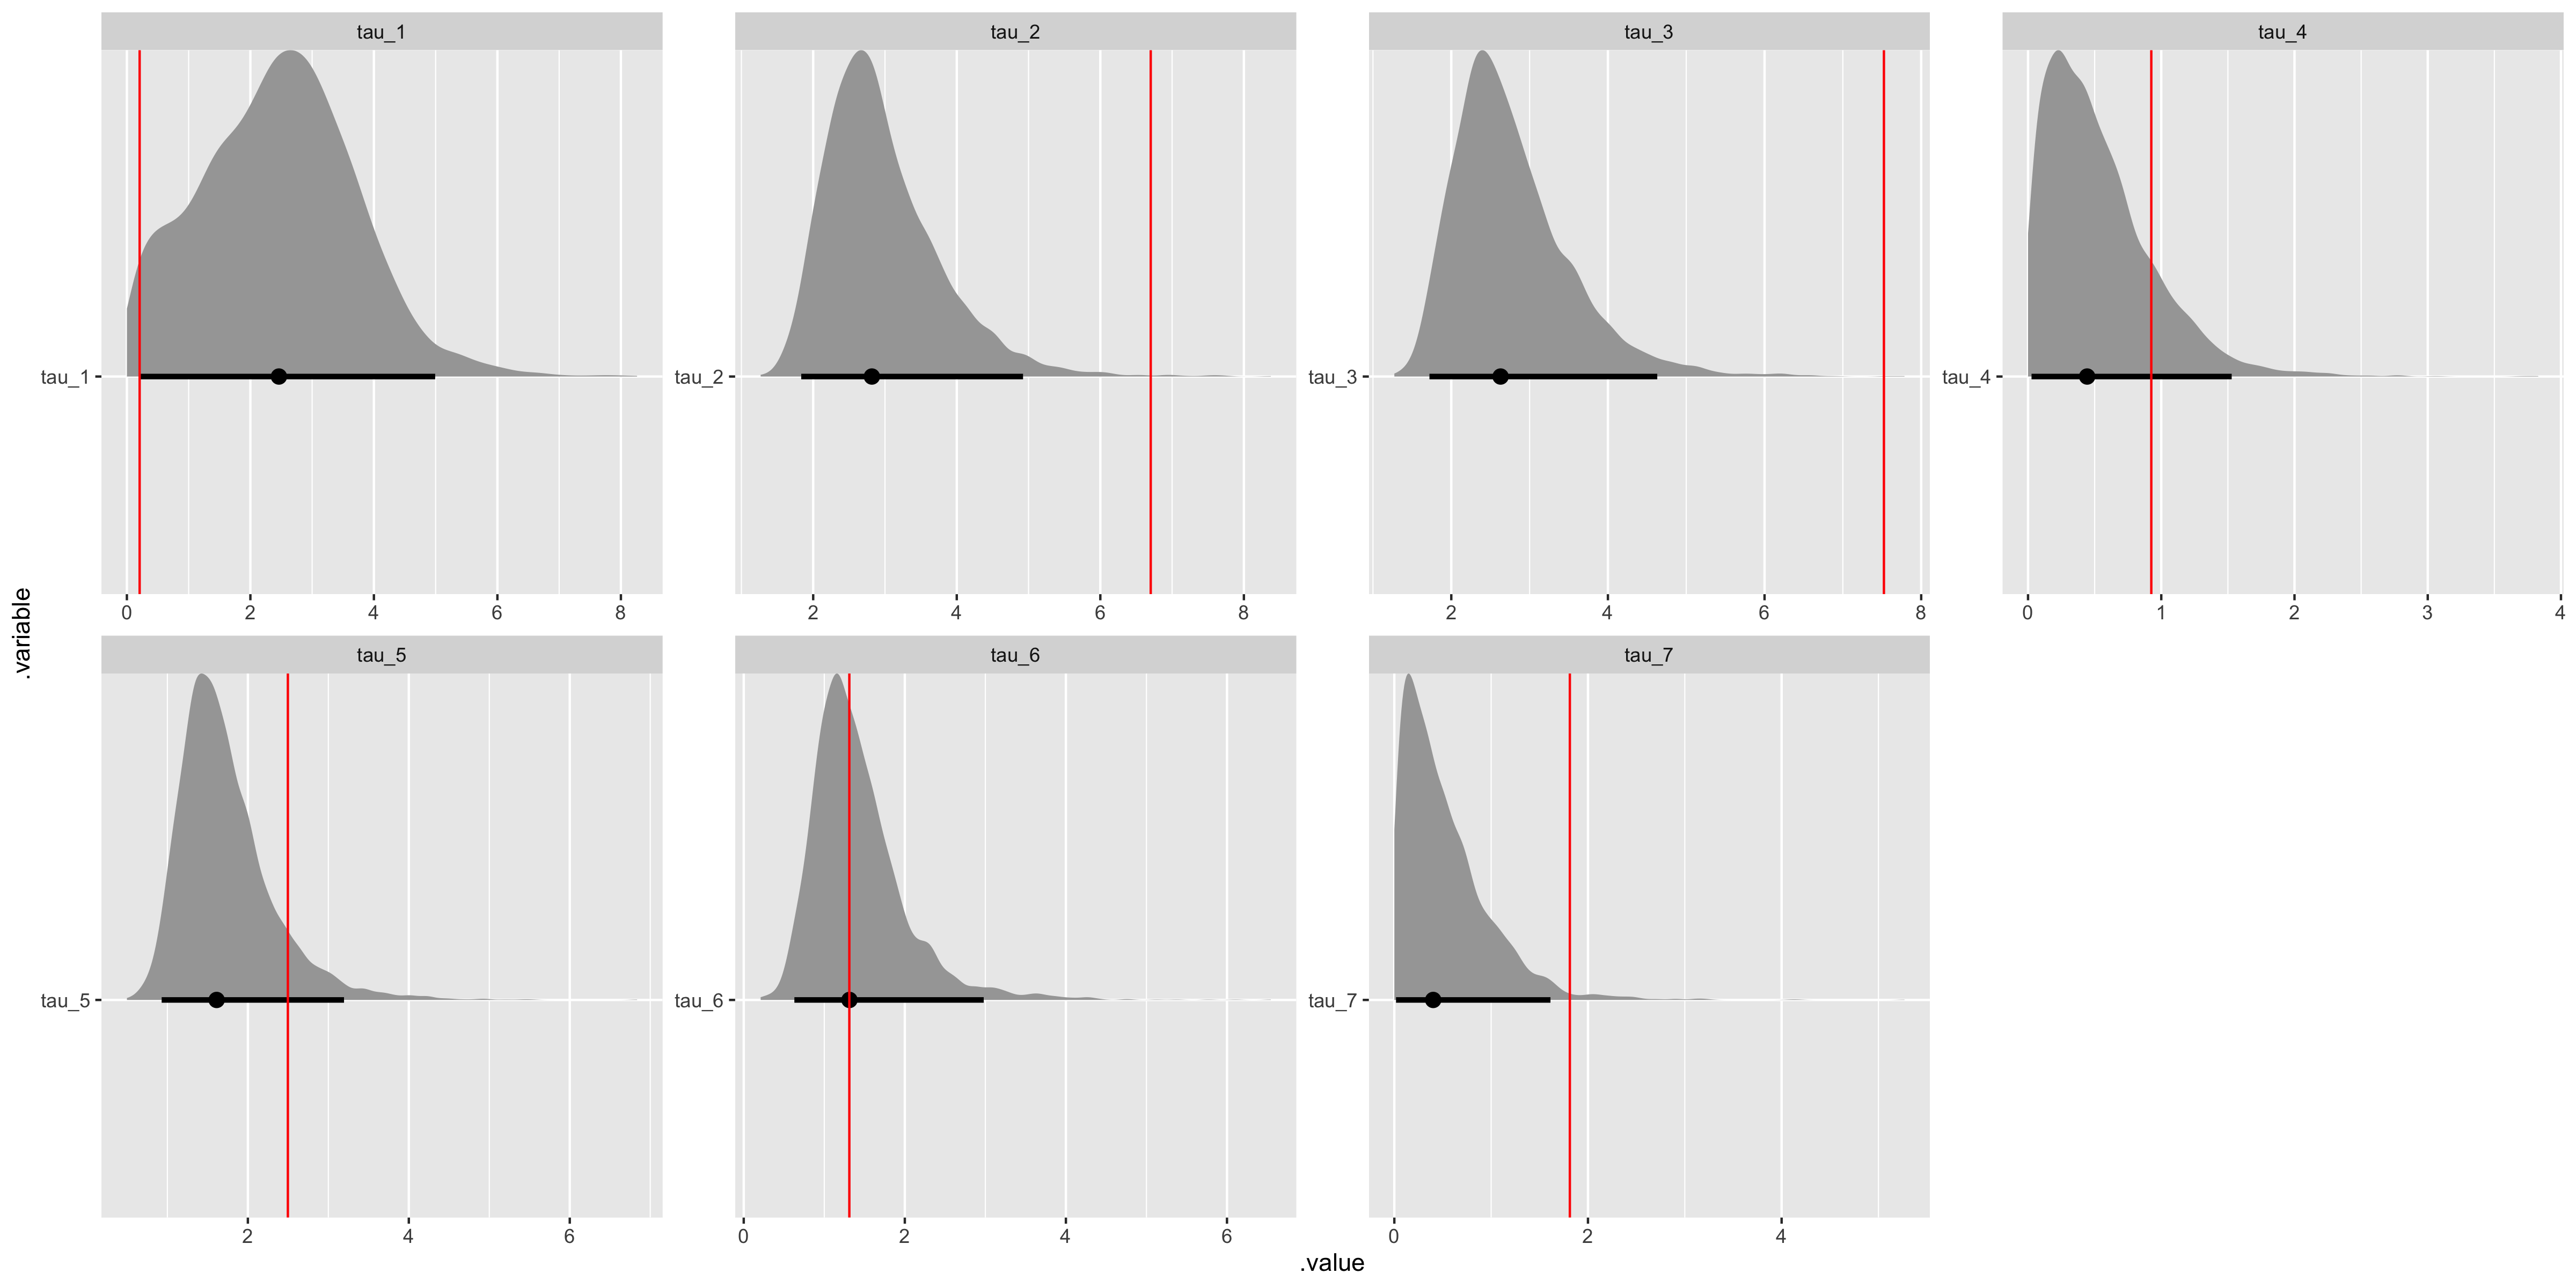 tau_1 tau_2 tau_3 tau_4
tau_1 tau_2 tau_3 tau_4
0 2 4 6 8 2 4 6 8 2 4 6 8 0 1 2 3 4
.variable
tau_5 tau_6 tau_7
tau_5 tau_6 tau_7
2 4 6 0 2 4 6 0 2 4
.value